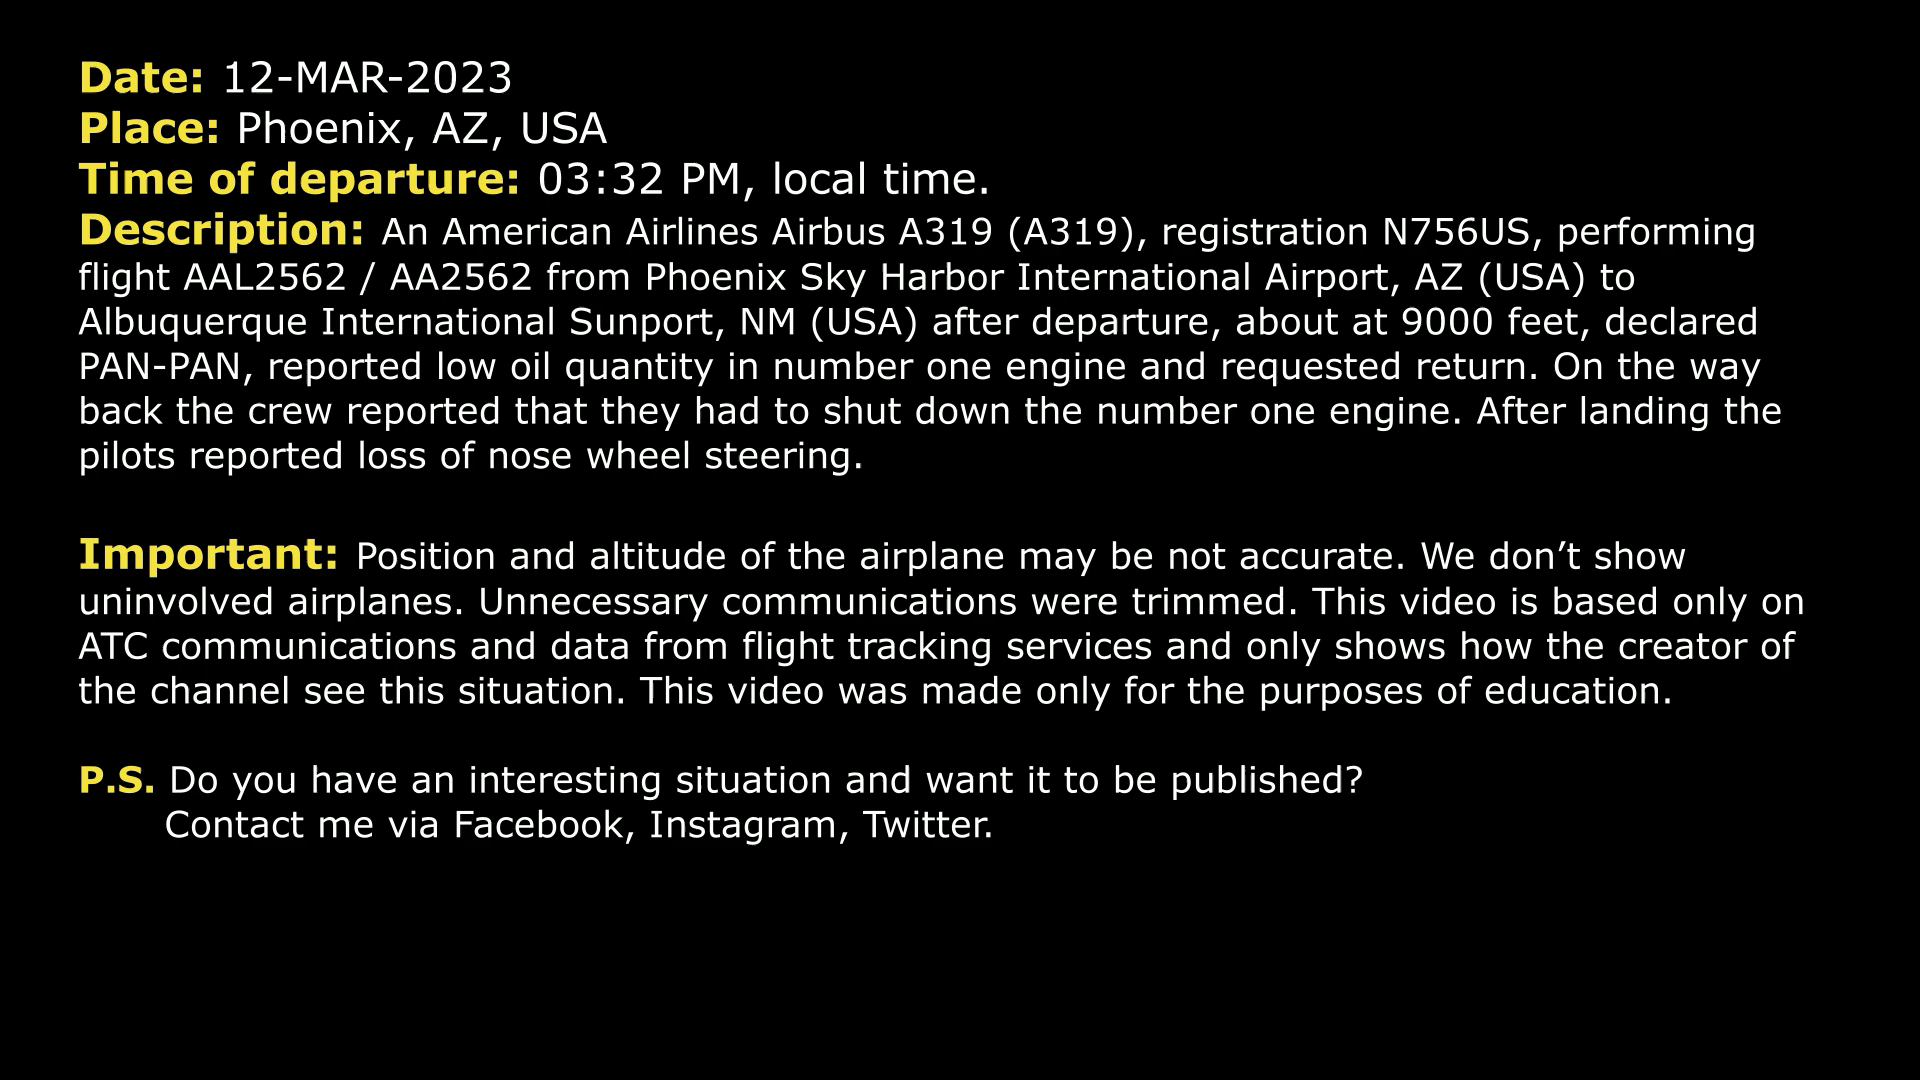 Date: 12-MAR-2023
Place: Phoenix, AZ, USA
Time of departure: 03:32 PM, local time.
Description: An American Airlines Airbus A319 (A319), registration N756US, performing
flight AAL2562 / AA2562 from Phoenix Sky Harbor International Airport, AZ (USA) to
Albuquerque International Sunport, NM (USA) after departure, about at 9000 feet, declared
PAN-PAN, reported low oil quantity in number one engine and requested return. On the way
back the crew reported that they had to shut down the number one engine. After landing the
pilots reported loss of nose wheel steering.
Important: Position and altitude of the airplane may be not accurate. We don’t show
uninvolved airplanes. Unnecessary communications were trimmed. This video is based only on
ATC communications and data from flight tracking services and only shows how the creator of
the channel see this situation. This video was made only for the purposes of education.
P.S. Do you have an interesting situation and want it to be published?
Contact me via Facebook, Instagram, Twitter.